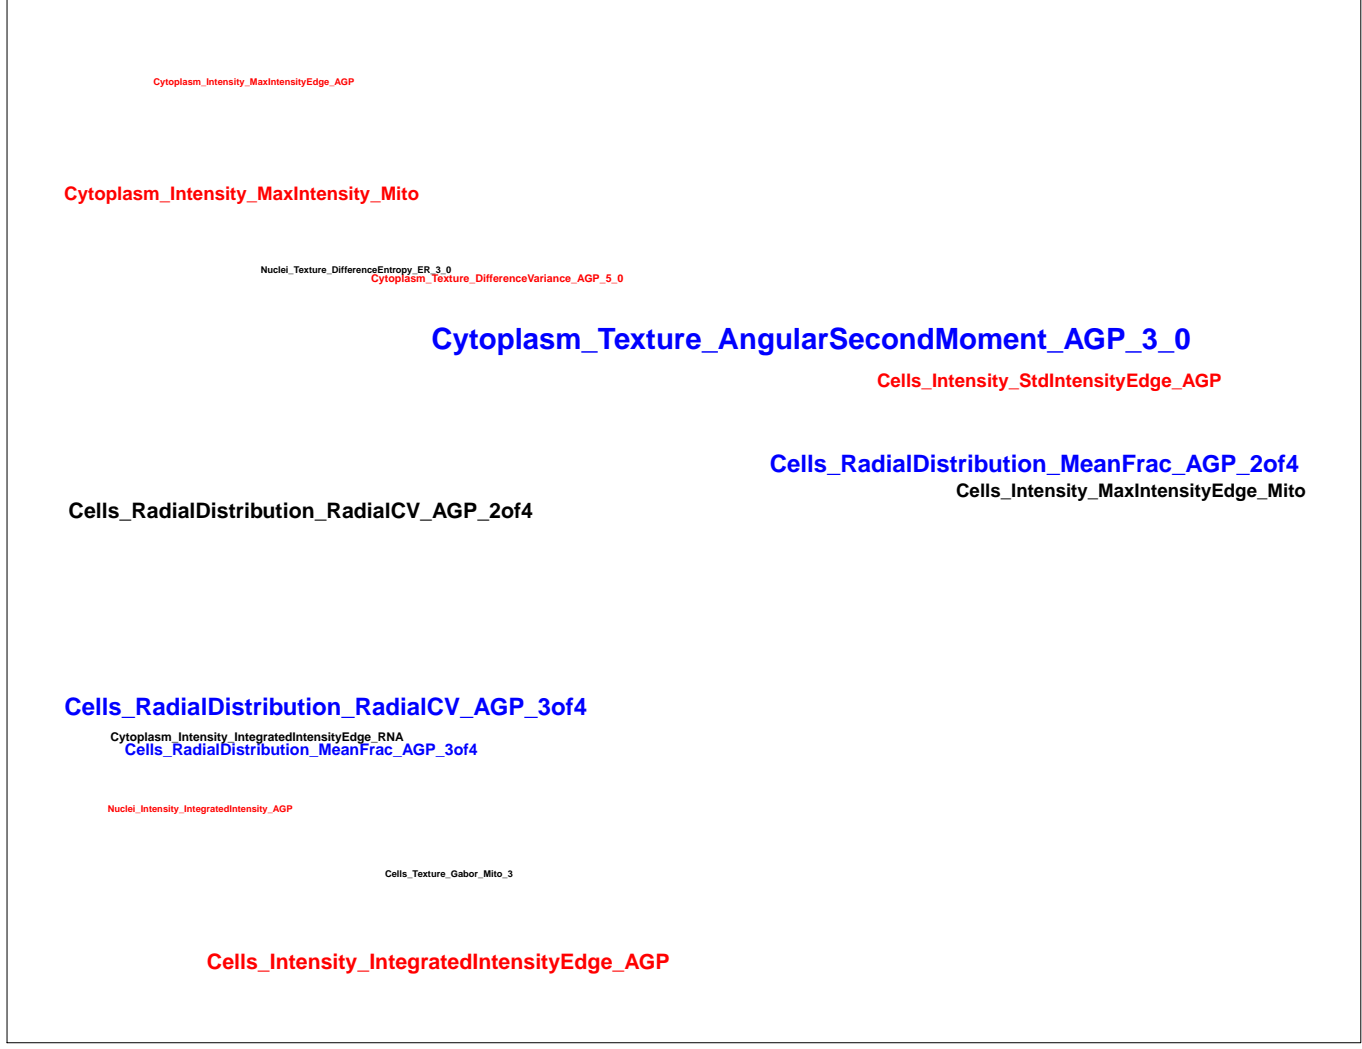 Cytoplasm_Intensity_MaxIntensityEdge_AGP
Cytoplasm_Intensity_MaxIntensity_Mito
Nuclei_Texture_DifferenceEntropy_ER_3_0
Cytoplasm_Texture_DifferenceVariance_AGP_5_0
Cytoplasm_Texture_AngularSecondMoment_AGP_3_0
Cells_Intensity_StdIntensityEdge_AGP
Cells_RadialDistribution_MeanFrac_AGP_2of4
Cells_Intensity_MaxIntensityEdge_Mito
Cells_RadialDistribution_RadialCV_AGP_2of4
Cells_RadialDistribution_RadialCV_AGP_3of4
Cytoplasm_Intensity_IntegratedIntensityEdge_RNA
Cells_RadialDistribution_MeanFrac_AGP_3of4
Nuclei_Intensity_IntegratedIntensity_AGP
Cells_Texture_Gabor_Mito_3
Cells_Intensity_IntegratedIntensityEdge_AGP